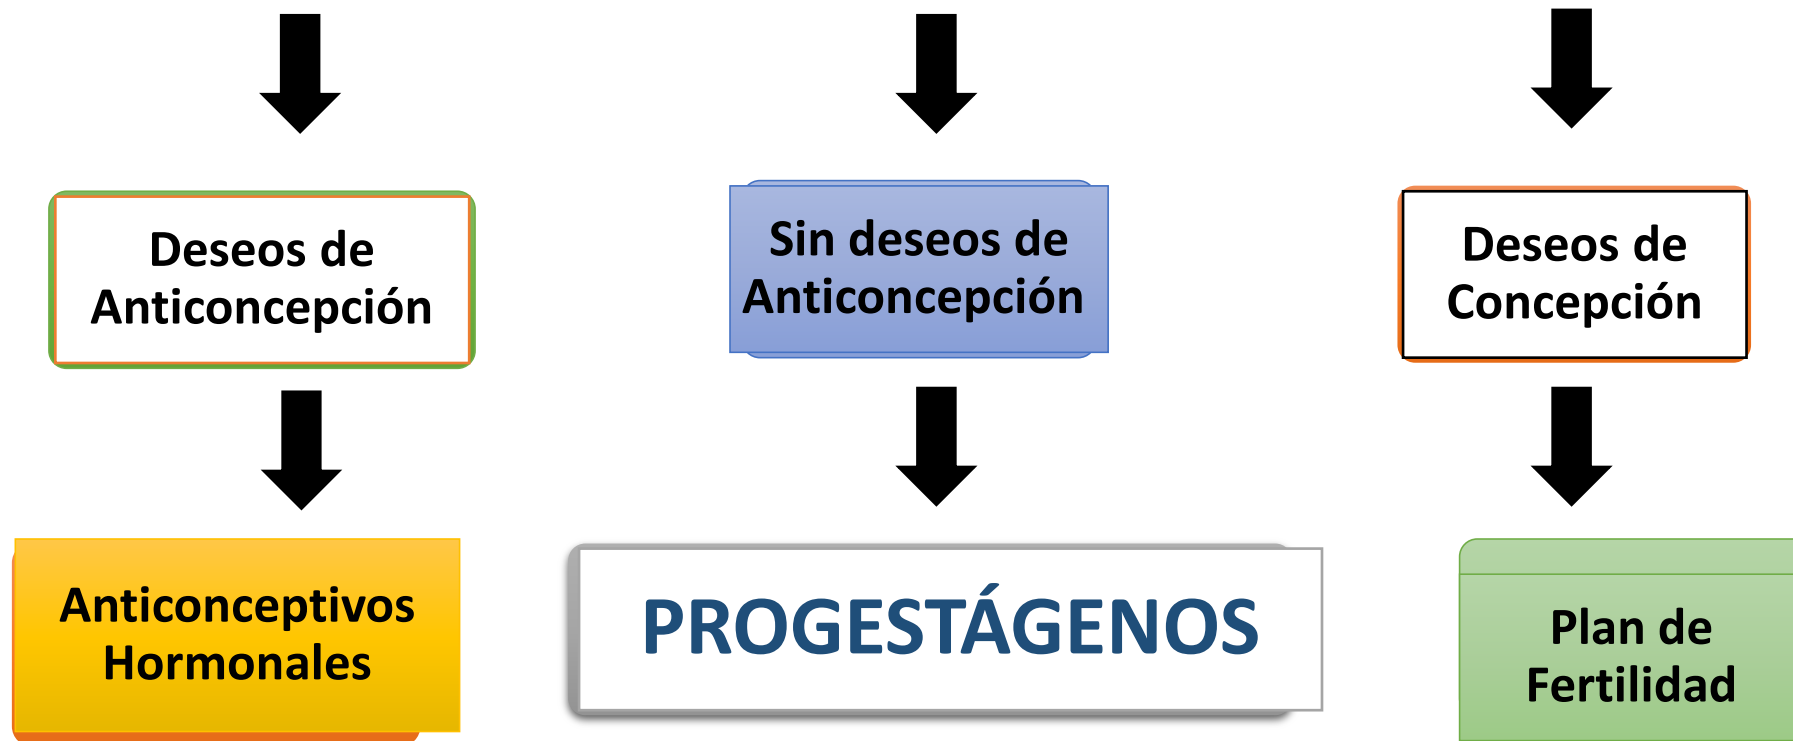 Deseos de
Anticoncepción
Sin deseos de
Anticoncepción
Deseos de
Concepción
Anticonceptivos
Hormonales
PROGESTÁGENOS
Plan de
Fertilidad